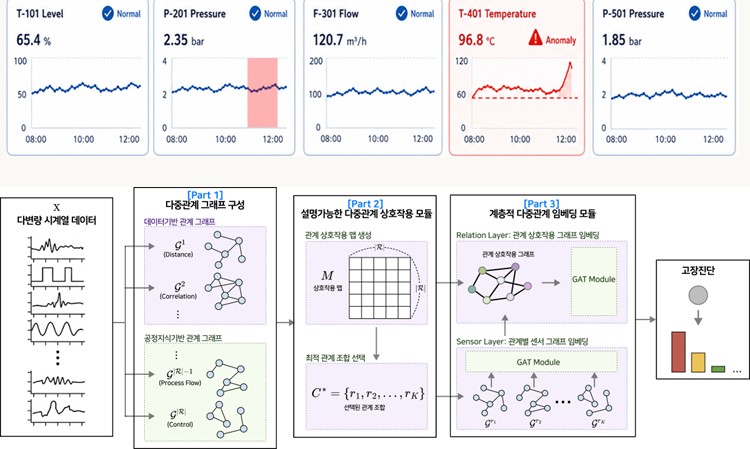 T-101 Level
Normal
65.4 %
100
50
0
08:00
10:00
12:00
P-201 Pressure
Normal
2.35 bar
4
2
0
08:00
10:00
12:00
F-301 Flow
Normal
120.7 m³/h
200
100
0
08:00
10:00
12:00
T-401 Temperature
Anomaly
96.8 °C
120
60
0
08:00
10:00
12:00
P-501 Pressure
Normal
1.85 bar
4
2
0
08:00
10:00
12:00
X
다변량 시계열 데이터
[Part 1]
다중관계 그래프 구성
데이터기반 관계 그래프
G¹
(Distance)
G²
(Correlation)
공정지식기반 관계 그래프
G|R|−1
(Process Flow)
G|R|
(Control)
[Part 2]
설명가능한 다중관계 상호작용 모듈
관계 상호작용 맵 생성
|R|
M
상호작용 맵
|R|
최적 관계 조합 선택
C* = {r₁, r₂, . . . , r_K}
선택된 관계 조합
[Part 3]
계층적 다중관계 임베딩 모듈
Relation Layer: 관계 상호작용 그래프 임베딩
관계 상호작용 그래프
GAT Module
Sensor Layer: 관계별 센서 그래프 임베딩
GAT Module
G^r₁
G^r₂
G^r_K
고장진단
...